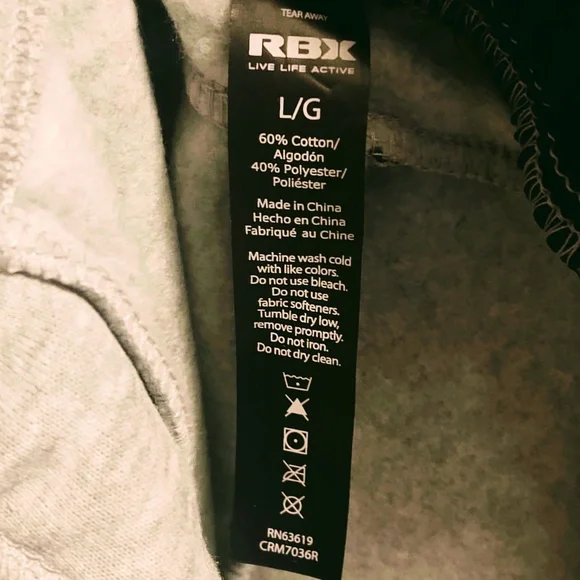 TEAR AWAY
RBX
LIVE LIFE ACTIVE
L/G
60% Cotton/
Algodón
40% Polyester/
Poliéster
Made in China
Hecho en China
Fabriqué au Chine
Machine wash cold
with like colors.
Do not use bleach.
Do not use
fabric softeners.
Tumble dry low,
remove promptly.
Do not iron.
Do not dry clean.
RN63619
CRM7036R